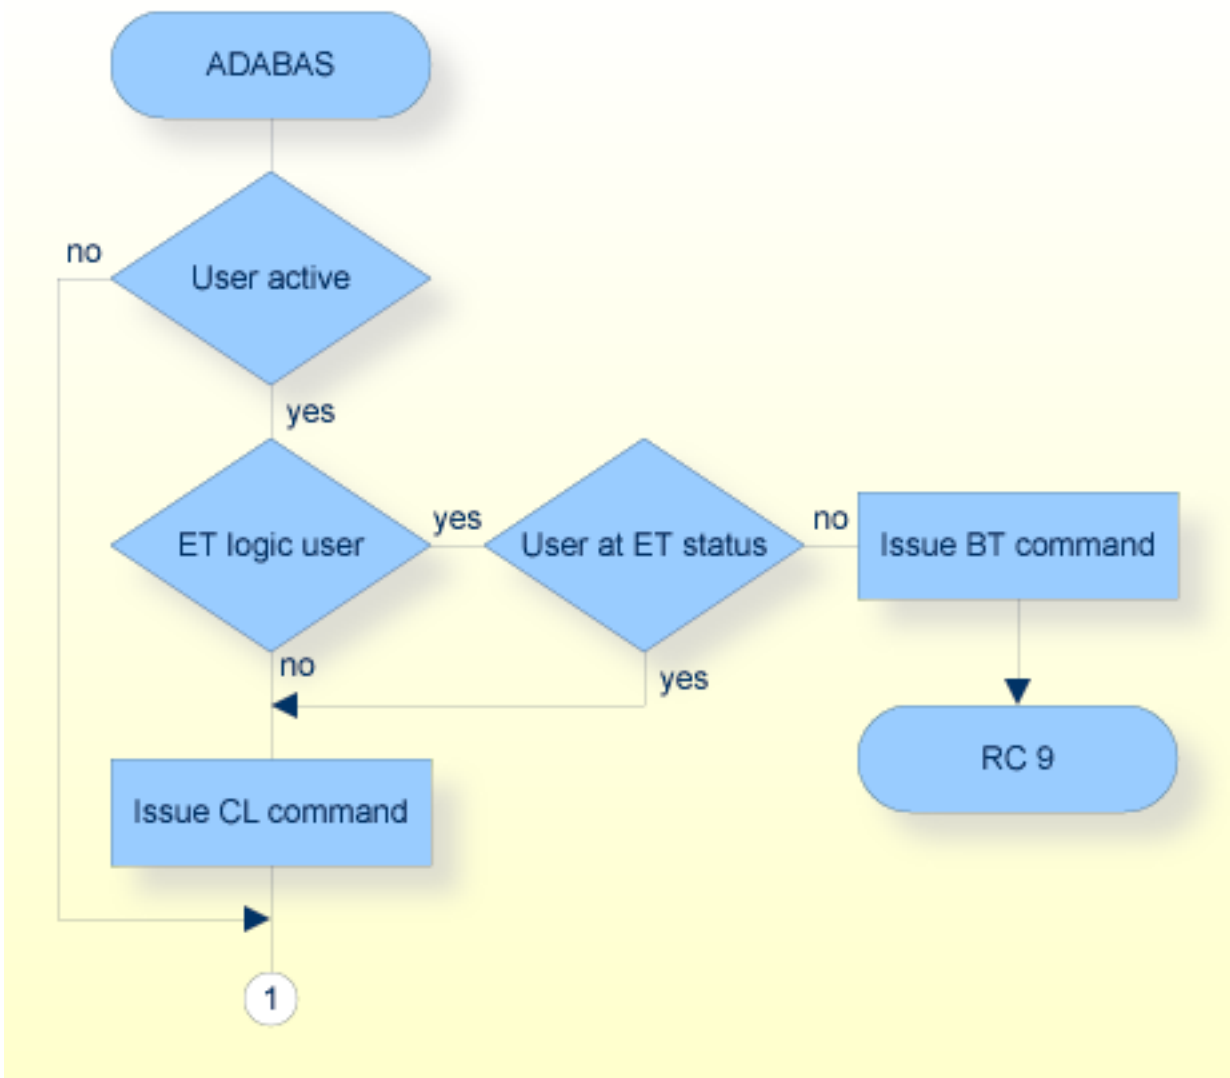 ADABAS
no
User active
yes
ET logic user
yes
User at ET status
no
Issue BT command
no
yes
RC 9
Issue CL command
1